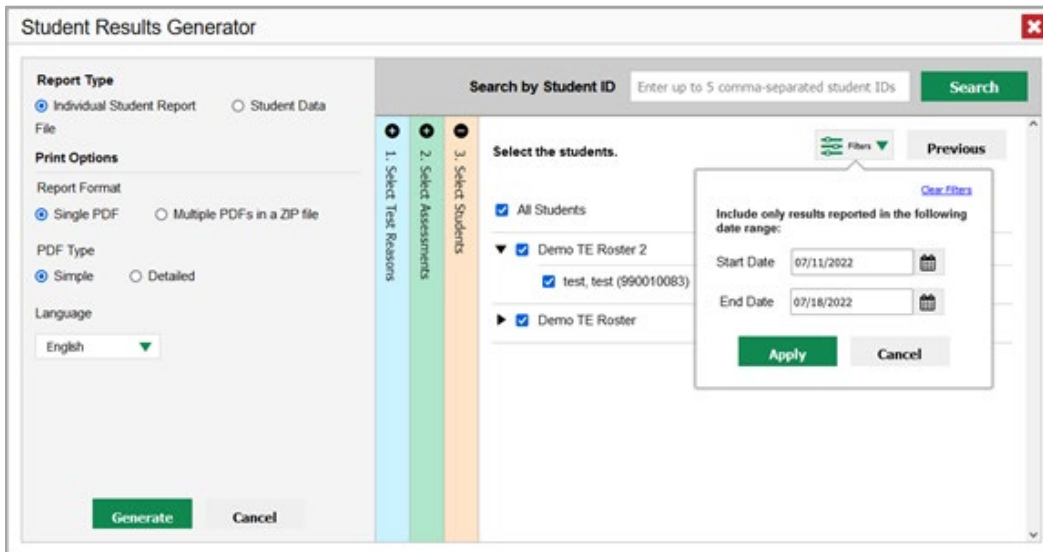 Student Results Generator
Report Type
Individual Student Report
Student Data
File
Print Options
Report Format
Single PDF
Multiple PDFs in a ZIP file
PDF Type
Simple
Detailed
Language
English
Generate
Cancel
Search by Student ID
Enter up to 5 comma-separated student IDs
Search
1. Select Test Reasons
2. Select Assessments
3. Select Students
Select the students.
Filters
Previous
All Students
Demo TE Roster 2
test, test (990010083)
Demo TE Roster
Clear Filters
Include only results reported in the following
date range:
Start Date
07/11/2022
End Date
07/18/2022
Apply
Cancel